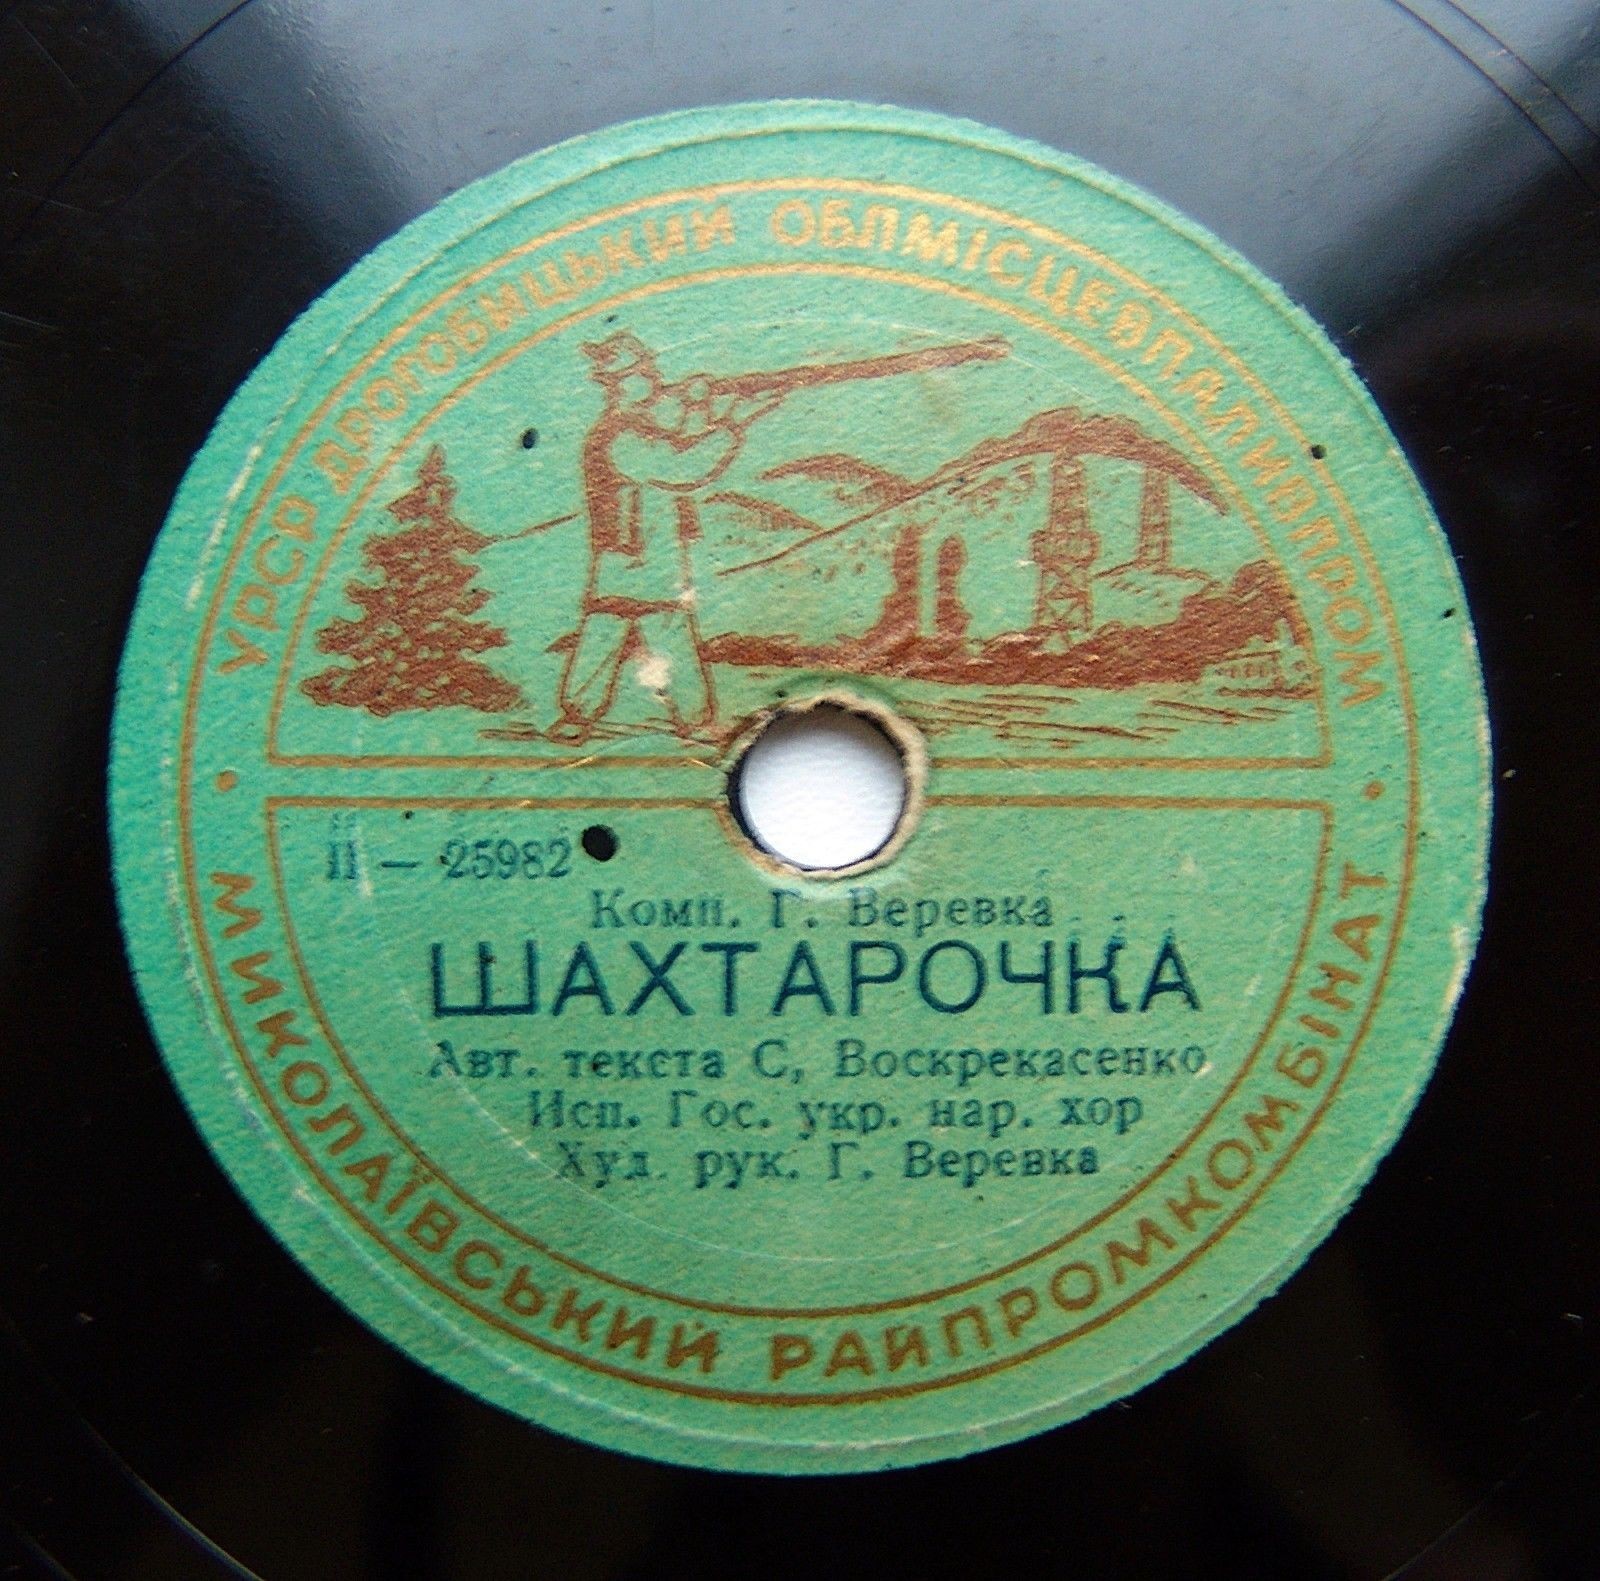 УРСР ДРОГОБИЦЬКИЙ ОБЛМІСЦЕВПАЛИВПРОМ
II — 25982
Комп. Г. Веревка
ШАХТАРОЧКА
Авт. текста С, Воскрекасенко
Исп. Гос. укр. нар. хор
Худ. рук. Г. Веревка
• МИКОЛАЇВСЬКИЙ РАЙПРОМКОМБІНАТ •